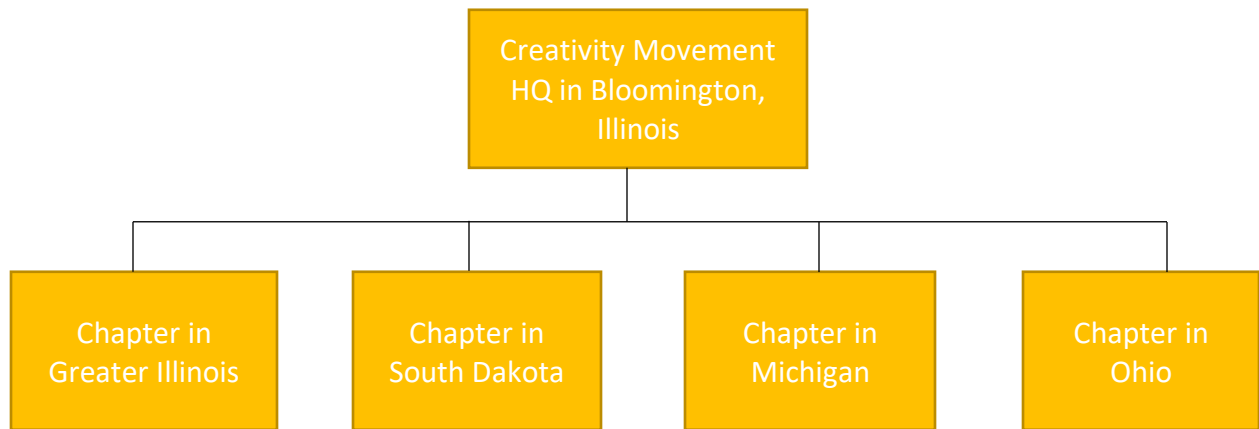 Creativity Movement
HQ in Bloomington,
Illinois
Chapter in
Greater Illinois
Chapter in
South Dakota
Chapter in
Michigan
Chapter in
Ohio